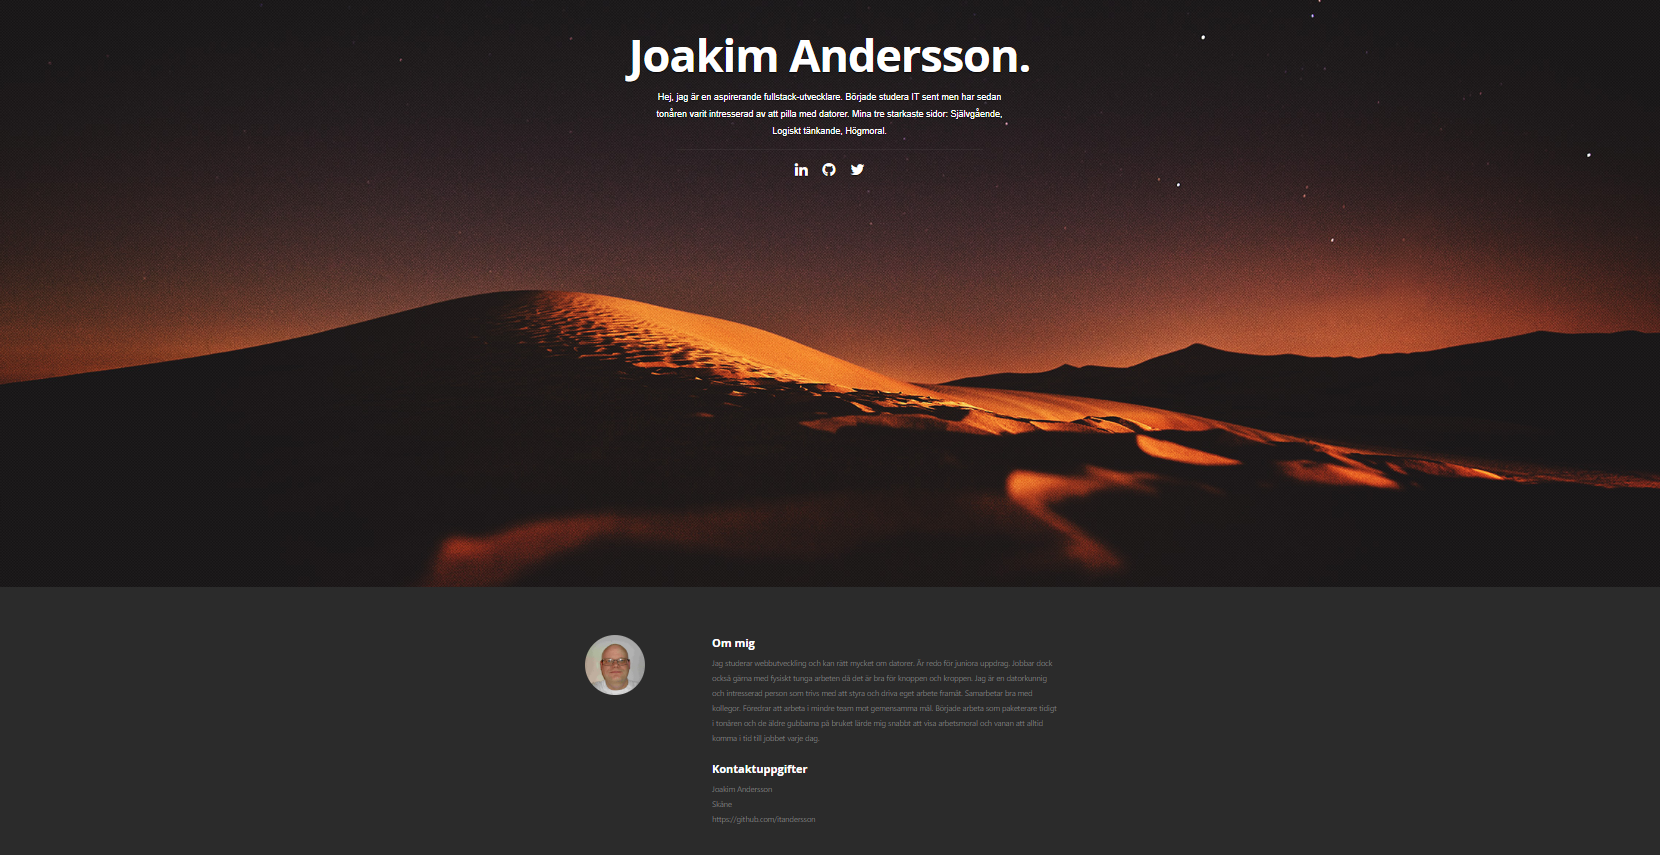 Joakim Andersson.
Hej, jag är en aspirerande fullstack-utvecklare. Började studera IT sent men har sedan
tonåren varit intresserad av att pilla med datorer. Mina tre starkaste sidor: Självgående,
Logiskt tänkande, Högmoral.
Om mig
Jag studerar webbutveckling och kan rätt mycket om datorer. Är redo för juniora uppdrag. Jobbar dock
också gärna med fysiskt tunga arbeten då det är bra för knoppen och kroppen. Jag är en datorkunnig
och intresserad person som trivs med att styra och driva eget arbete framåt. Samarbetar bra med
kollegor. Föredrar att arbeta i mindre team mot gemensamma mål. Började arbeta som paketerare tidigt
i tonåren och de äldre gubbarna på bruket lärde mig snabbt att visa arbetsmoral och vanan att alltid
komma i tid till jobbet varje dag.
Kontaktuppgifter
Joakim Andersson
Skåne
https://github.com/itandersson